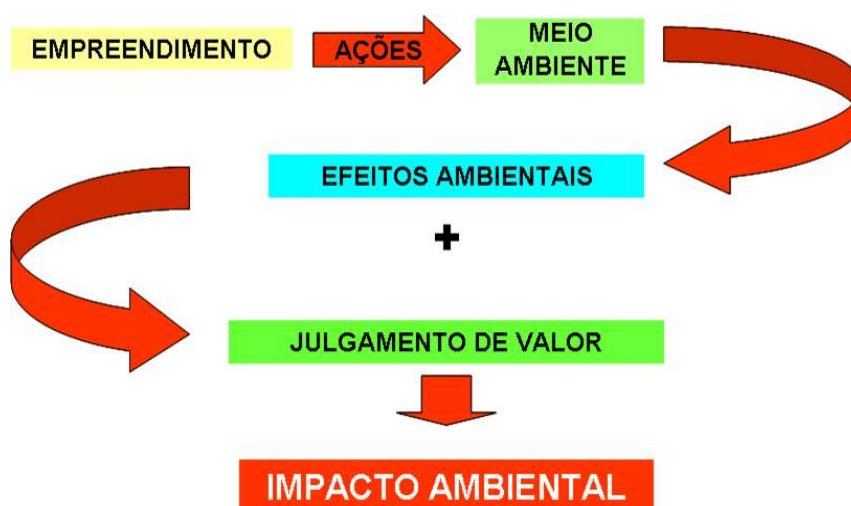 EMPREENDIMENTO
AÇÕES
MEIO
AMBIENTE
EFEITOS AMBIENTAIS
+
JULGAMENTO DE VALOR
IMPACTO AMBIENTAL